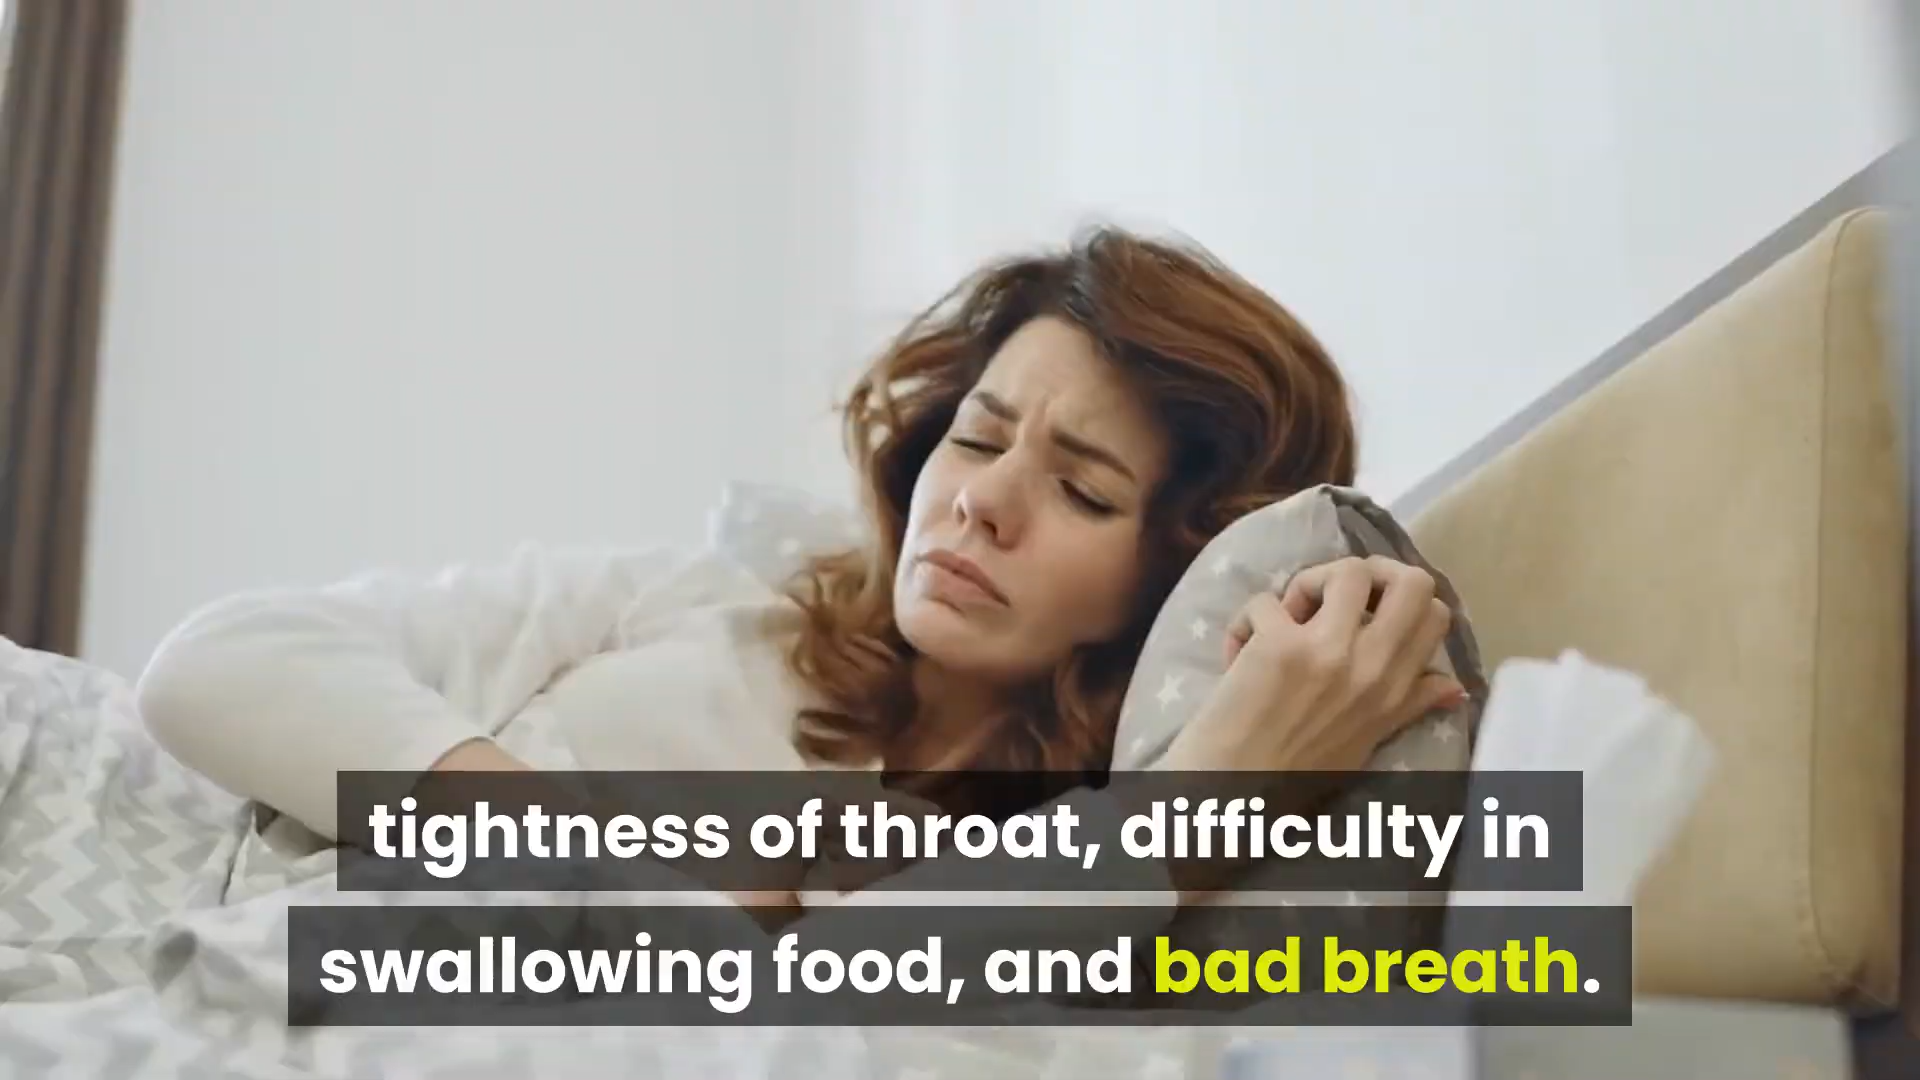 tightness of throat, difficulty in
swallowing food, and bad breath.